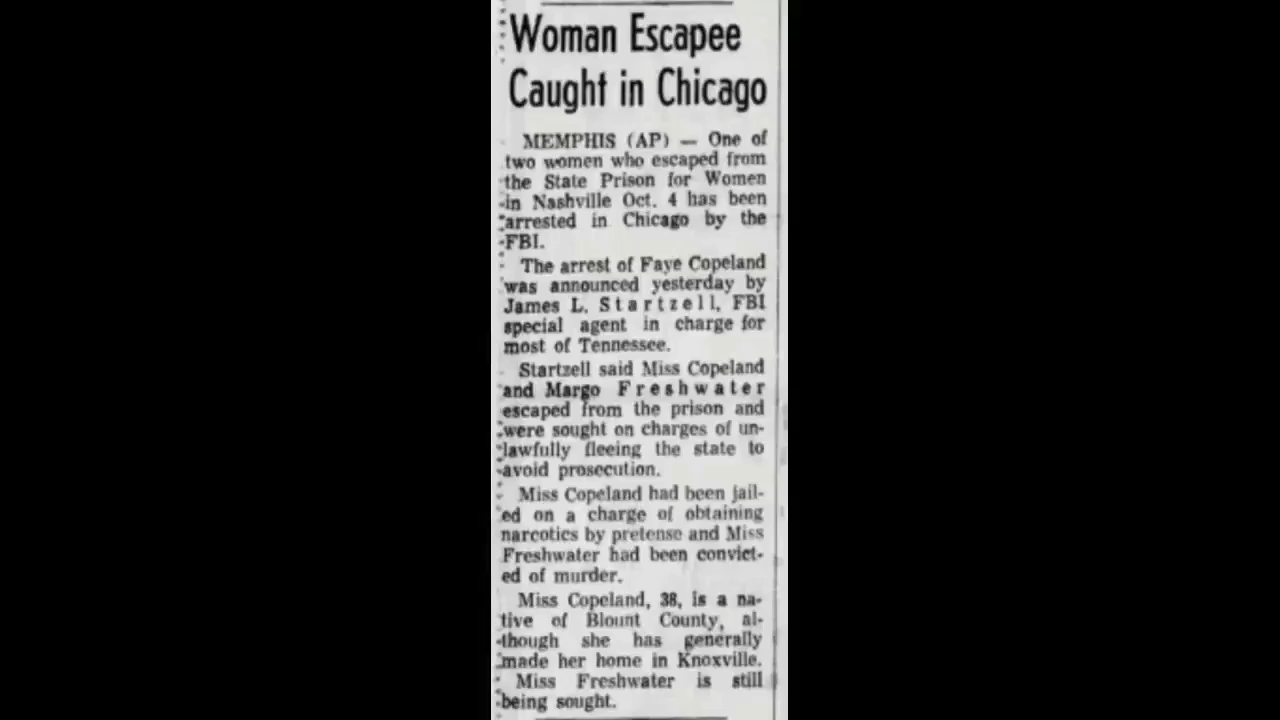 Woman Escapee
Caught in Chicago
MEMPHIS (AP) — One of
two women who escaped from
the State Prison for Women
in Nashville Oct. 4 has been
arrested in Chicago by the
FBI.
The arrest of Faye Copeland
was announced yesterday by
James L. Startzell, FBI
special agent in charge for
most of Tennessee.
Startzell said Miss Copeland
and Margo Freshwater
escaped from the prison and
were sought on charges of un-
lawfully fleeing the state to
avoid prosecution.
Miss Copeland had been jail-
ed on a charge of obtaining
narcotics by pretense and Miss
Freshwater had been convict-
ed of murder.
Miss Copeland, 38, is a na-
tive of Blount County, al-
though she has generally
made her home in Knoxville.
Miss Freshwater is still
being sought.